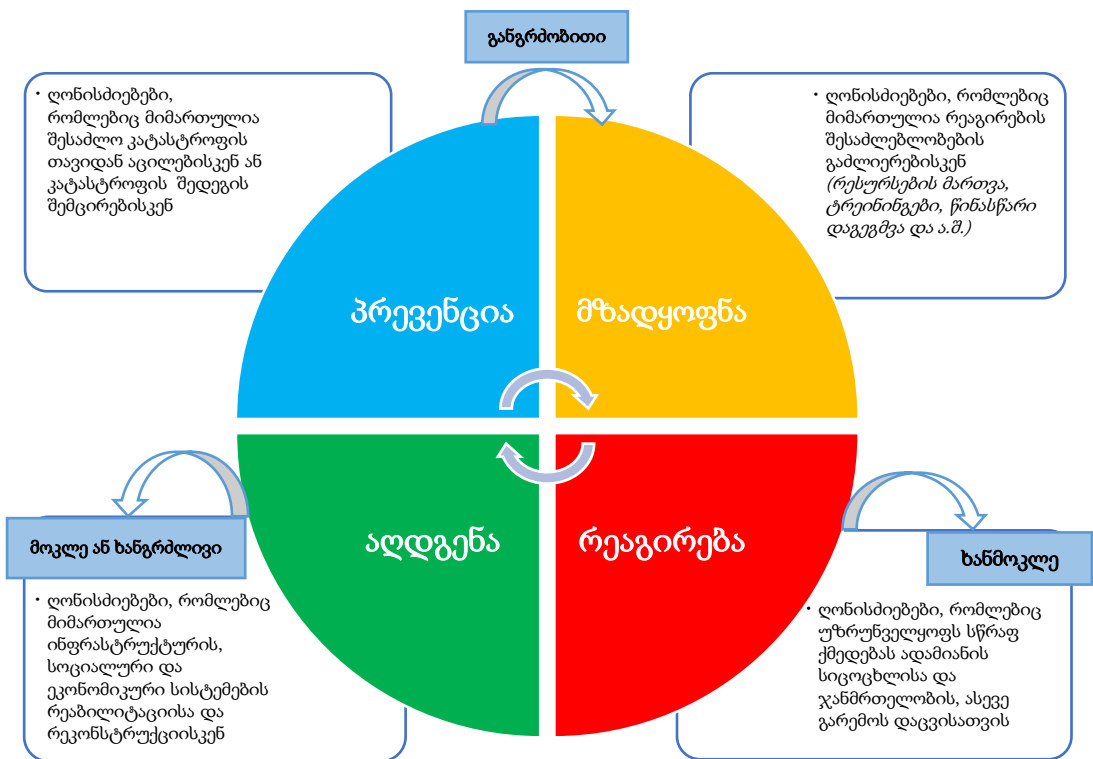 განგრძობითი
· ღონისძიებები,
რომლებიც მიმართულია
შესაძლო კატასტროფის
თავიდან აცილებისკენ ან
კატასტროფის შედეგის
შემცირებისკენ
· ღონისძიებები, რომლებიც
მიმართულია რეაგირების
შესაძლებლობების
გაძლიერებისკენ
(რესურსების მართვა,
ტრეინინგები, წინასწარი
დაგეგმვა და ა.შ.)
პრევენცია
მზადყოფნა
აღდგენა
რეაგირება
მოკლე ან ხანგრძლივი
ხანმოკლე
· ღონისძიებები, რომლებიც
მიმართულია
ინფრასტრუქტურის,
სოციალური და
ეკონომიკური სისტემების
რეაბილიტაციისა და
რეკონსტრუქციისკენ
· ღონისძიებები, რომლებიც
უზრუნველყოფს სწრაფ
ქმედებას ადამიანის
სიცოცხლისა და
ჯანმრთელობის, ასევე
გარემოს დაცვისათვის